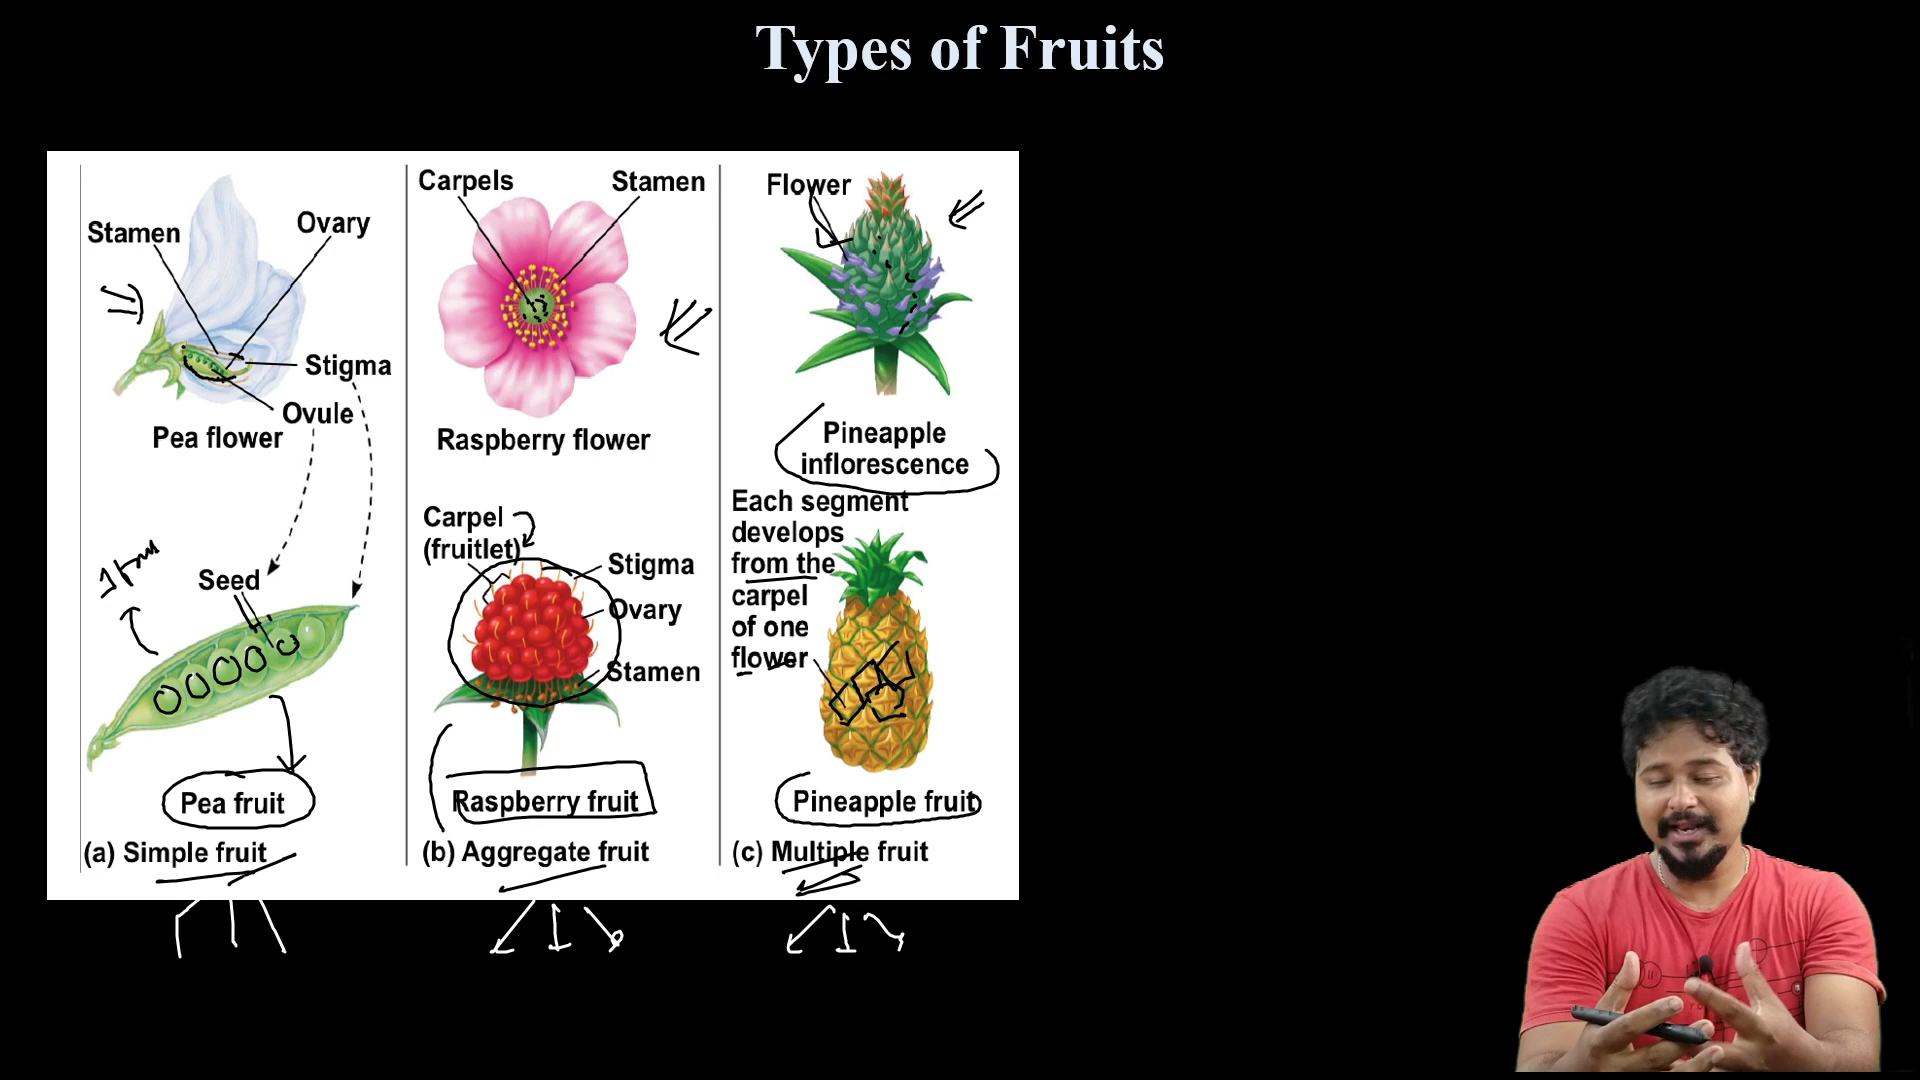 Types of Fruits
Stamen
Ovary
Stigma
Ovule
Pea flower
Seed
Pea fruit
(a) Simple fruit
Carpels
Stamen
Raspberry flower
Carpel
(fruitlet)
Stigma
Ovary
Stamen
Raspberry fruit
(b) Aggregate fruit
Flower
Pineapple
inflorescence
Each segment
develops
from the
carpel
of one
flower
Pineapple fruit
(c) Multiple fruit